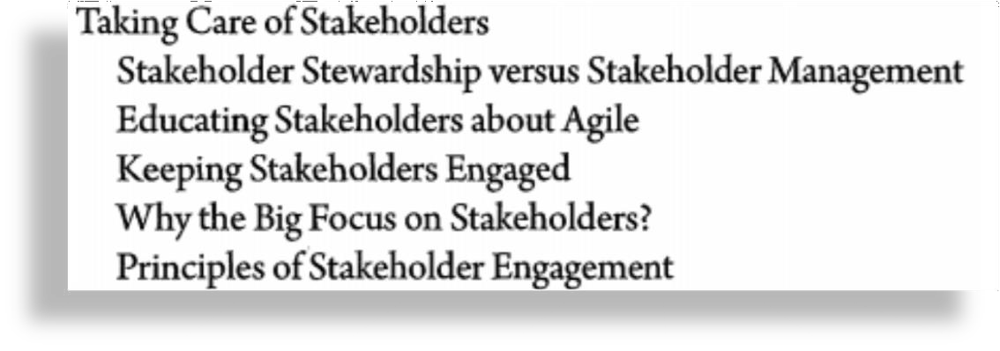 Taking Care of Stakeholders
Stakeholder Stewardship versus Stakeholder Management
Educating Stakeholders about Agile
Keeping Stakeholders Engaged
Why the Big Focus on Stakeholders?
Principles of Stakeholder Engagement